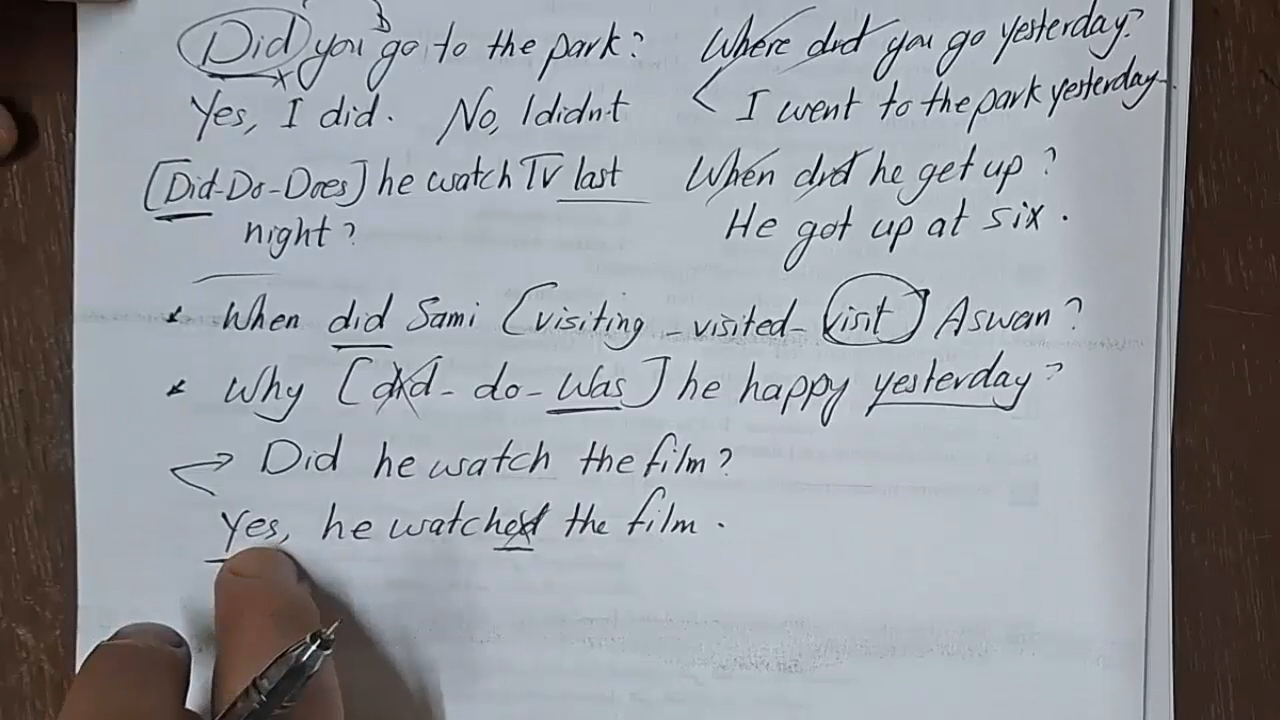 Did you go to the park?
Yes, I did. No, I didn't
[Did-Do-Does] he watch TV last
night?
Where did you go yesterday?
I went to the park yesterday.
When did he get up?
He got up at six.
* When did Sami [visiting - visited - visit] Aswan?
* Why [did - do - was] he happy yesterday?
Did he watch the film?
Yes, he watched the film.